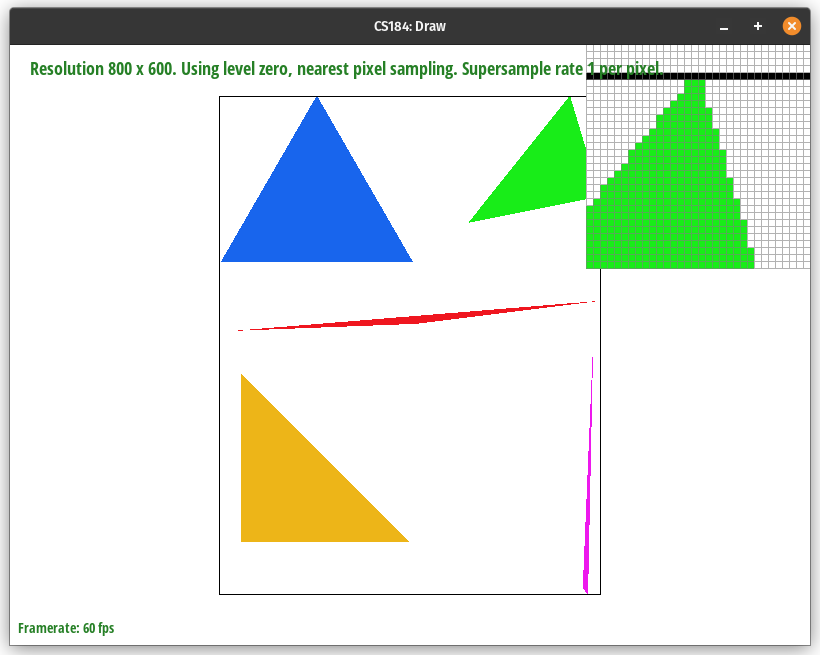 CS184: Draw
Resolution 800 x 600. Using level zero, nearest pixel sampling. Supersample rate 1 per pixel.
Framerate: 60 fps